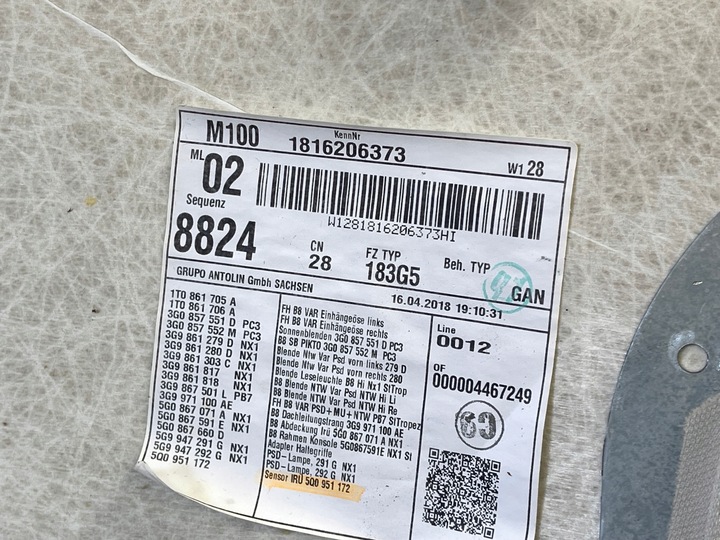 M100
KennNr
1816206373
W1 28
ML 02
W1281816206373HI
Sequenz
8824
CN
28
FZ TYP
183G5
Beh. TYP
GAN
GRUPO ANTOLIN GmbH SACHSEN
16.04.2018 19:10:31
1T0 861 705 A
1T0 861 706 A
3G0 857 551 D PC3
3G0 857 552 M PC3
3G9 861 279 D NX1
3G9 861 280 D NX1
3G9 861 303 C NX1
3G9 861 817 NX1
3G9 861 818 NX1
3G9 867 501 L P87
3G9 971 100 AE
5G0 867 071 A NX1
5G0 867 591 E NX1
5G0 867 660 D
5G9 947 291 G NX1
5G9 947 292 G NX1
5Q0 951 172
FH B8 VAR Einhängeöse links
FH B8 VAR Einhängeöse rechts
Sonnenblenden 3G0 857 551 D PC3
B8 SB PIKTO 3G0 857 552 M PC3
Blende Ntw Var Psd vorn links 279 D
Blende Ntw Var Psd vorn rechts 280
Blende Leseleuchte B8 Hi Nx1 SITrop
B8 Blende NTW Var Psd NTW Hi Li
B8 Blende NTW Var Psd NTW Hi Re
FH B8 VAR PSD+MU+NTW P87 SITropez
B8 Dachleitungstrang 3G9 971 100 AE
B8 Abdeckung Irü 5G0 867 071 A NX1
B8 Rahmen Konsole 5G0867591E NX1 SI
Adapter Haltegriffe
PSD-Lampe, 291 G NX1
PSD-Lampe, 292 G NX1
Sensor IRÜ 5Q0 951 172
Line
0012
OF
000004467249